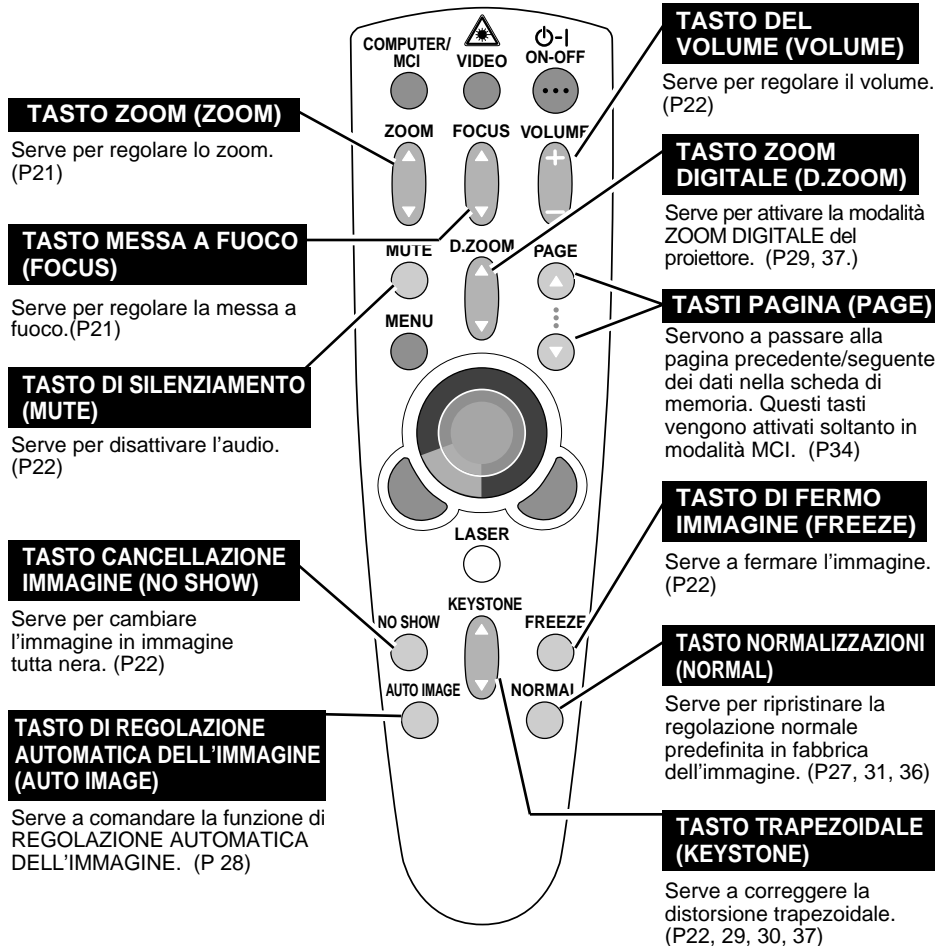 TASTO ZOOM (ZOOM)
Serve per regolare lo zoom.
(P21)
TASTO MESSA A FUOCO
(FOCUS)
Serve per regolare la messa a
fuoco.(P21)
TASTO DI SILENZIAMENTO
(MUTE)
Serve per disattivare l’audio.
(P22)
TASTO CANCELLAZIONE
IMMAGINE (NO SHOW)
Serve per cambiare
l’immagine in immagine
tutta nera. (P22)
TASTO DI REGOLAZIONE
AUTOMATICA DELL’IMMAGINE
(AUTO IMAGE)
Serve a comandare la funzione di
REGOLAZIONE AUTOMATICA
DELL’IMMAGINE. (P 28)
COMPUTER/
MCI
VIDEO
ON-OFF
ZOOM
FOCUS
VOLUME
MUTE
D.ZOOM
PAGE
MENU
LASER
KEYSTONE
NO SHOW
FREEZE
AUTO IMAGE
NORMAL
TASTO DEL
VOLUME (VOLUME)
Serve per regolare il volume.
(P22)
TASTO ZOOM
DIGITALE (D.ZOOM)
Serve per attivare la modalità
ZOOM DIGITALE del
proiettore. (P29, 37.)
TASTI PAGINA (PAGE)
Servono a passare alla
pagina precedente/seguente
dei dati nella scheda di
memoria. Questi tasti
vengono attivati soltanto in
modalità MCI. (P34)
TASTO DI FERMO
IMMAGINE (FREEZE)
Serve a fermare l’immagine.
(P22)
TASTO NORMALIZZAZIONI
(NORMAL)
Serve per ripristinare la
regolazione normale
predefinita in fabbrica
dell’immagine. (P27, 31, 36)
TASTO TRAPEZOIDALE
(KEYSTONE)
Serve a correggere la
distorsione trapezoidale.
(P22, 29, 30, 37)